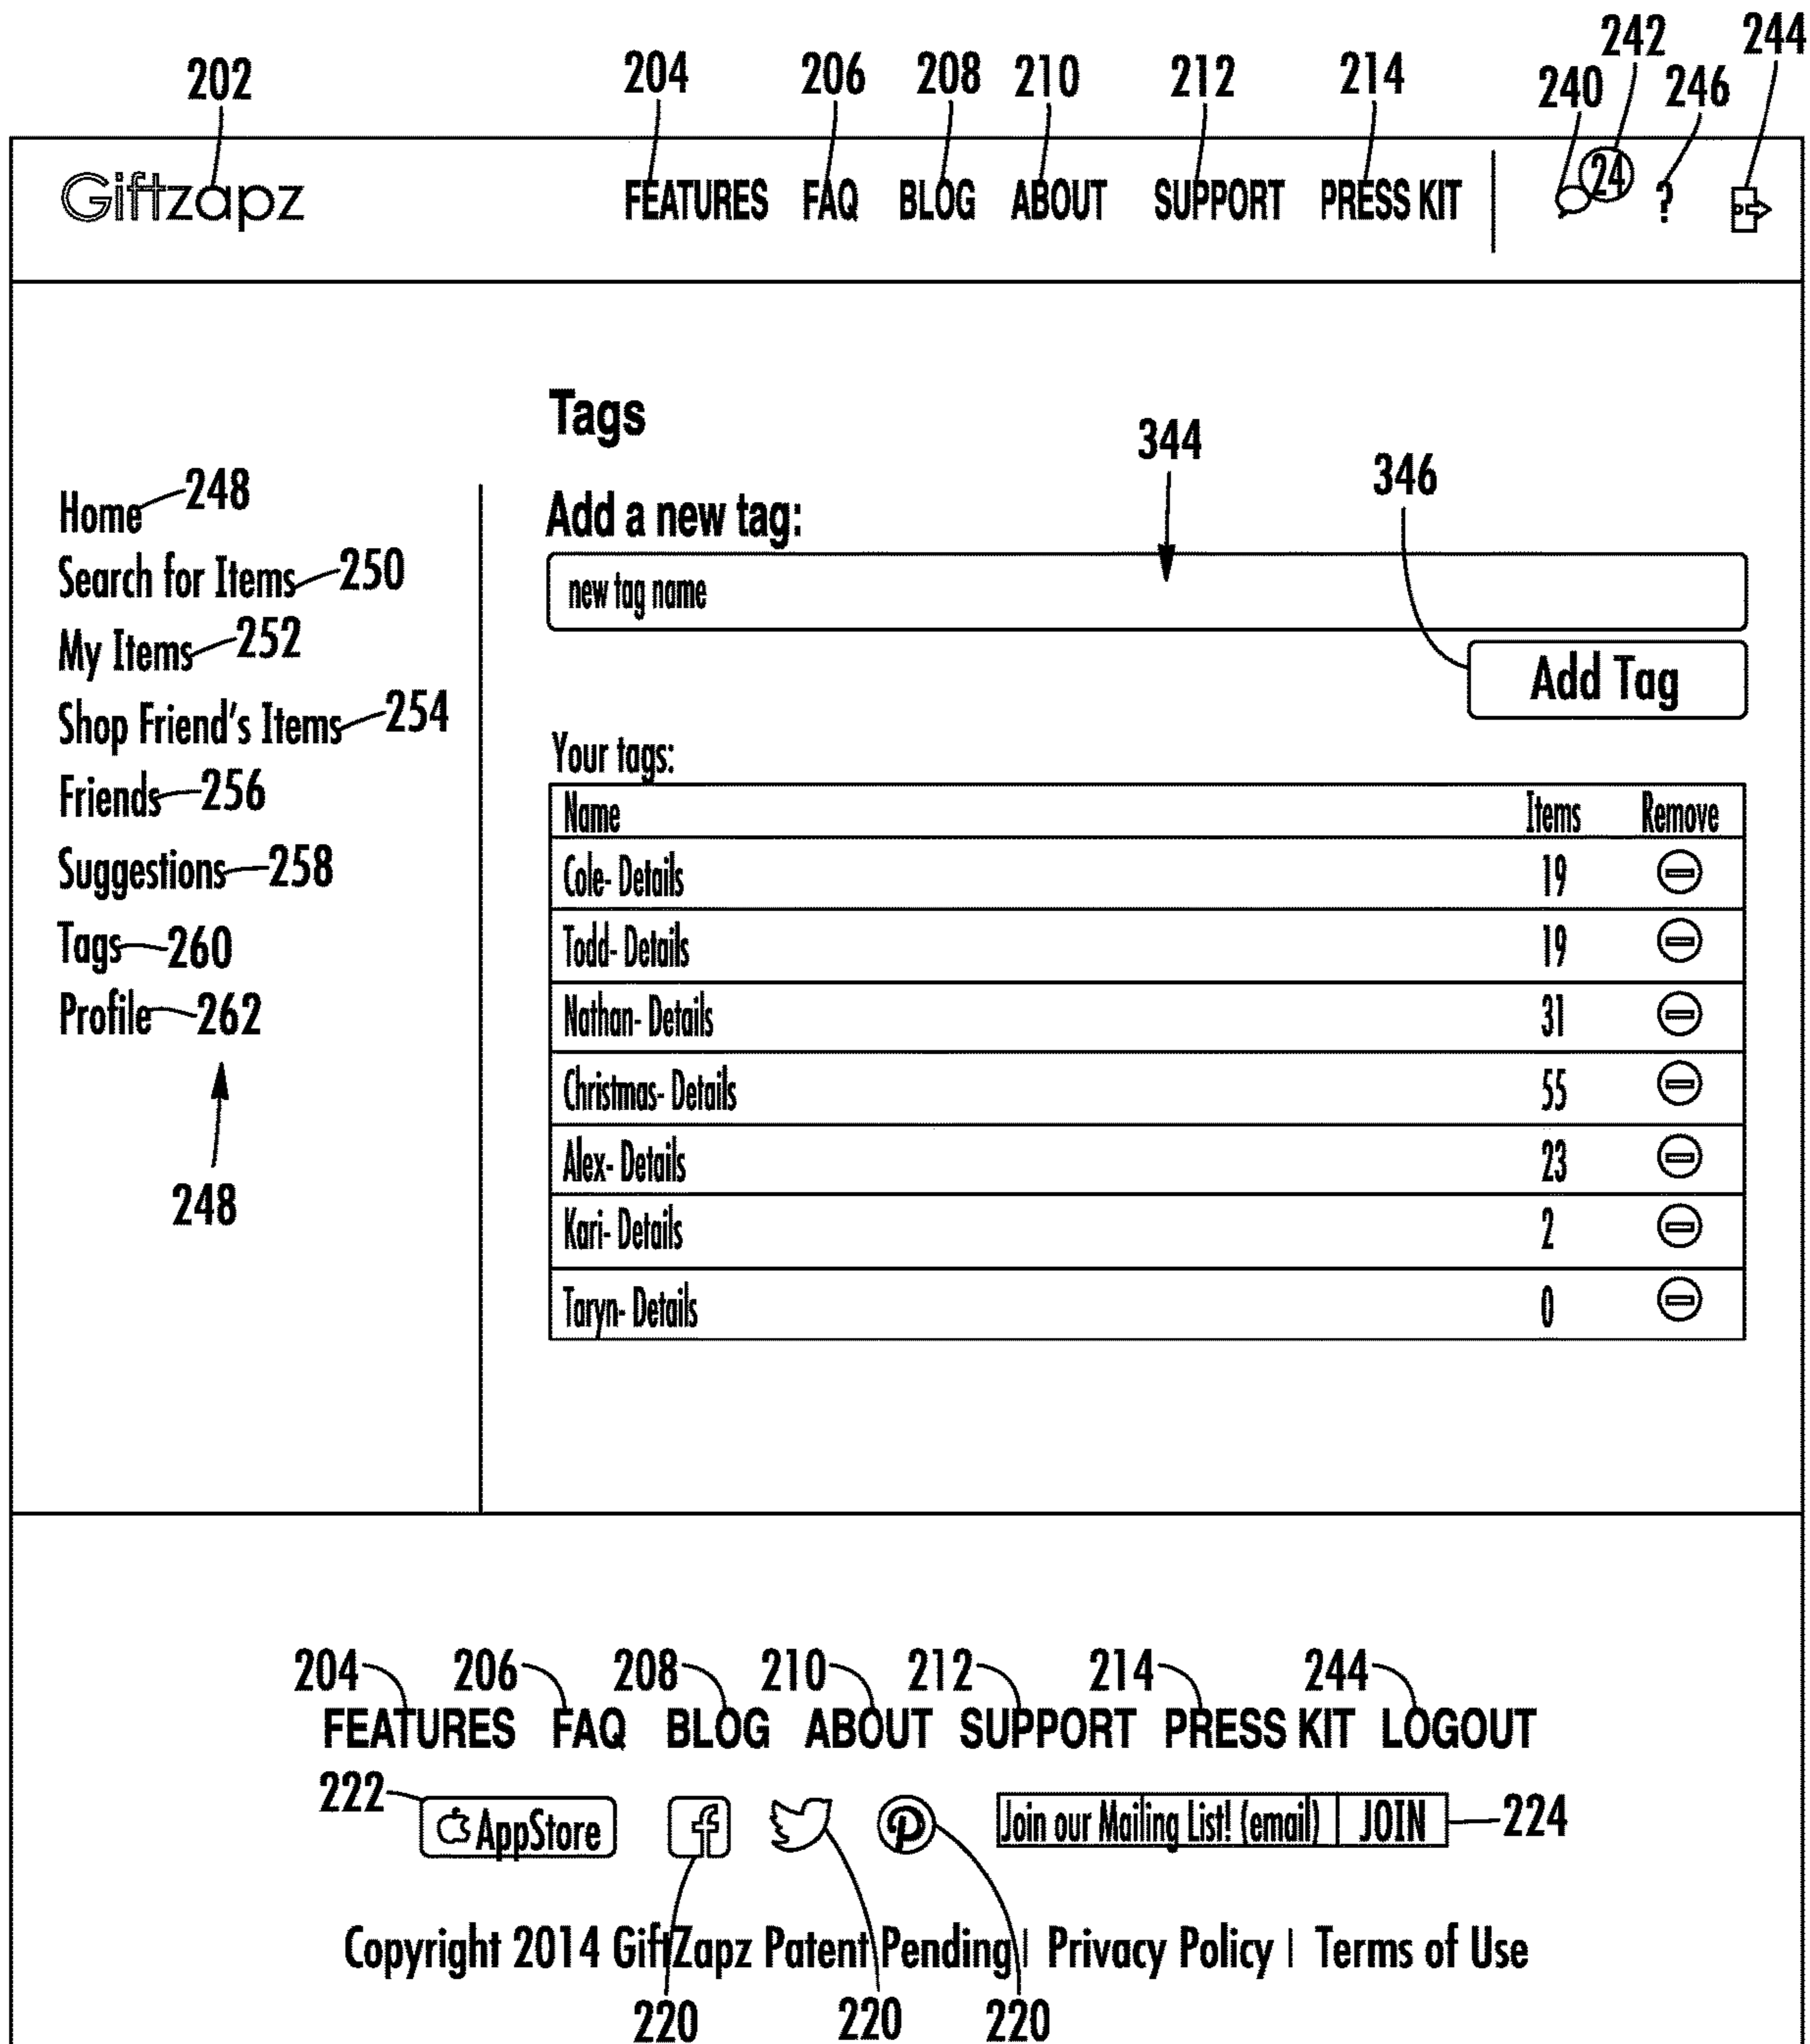 242 244
202 204 206 208 210 212 214 240 246
Giftzapz FEATURES FAQ BLOG ABOUT SUPPORT PRESS KIT 24 ?
Tags
344
346
Home 248
Search for Items 250
My Items 252
Shop Friend's Items 254
Friends 256
Suggestions 258
Tags 260
Profile 262
248
Add a new tag:
new tag name
Add Tag
Your tags:
Name Items Remove
Cole- Details 19
Todd- Details 19
Nathan- Details 31
Christmas- Details 55
Alex- Details 23
Kari- Details 2
Taryn- Details 0
204 206 208 210 212 214 244
FEATURES FAQ BLOG ABOUT SUPPORT PRESS KIT LOGOUT
222 AppStore f P Join our Mailing List! (email) | JOIN 224
Copyright 2014 GiftZapz Patent Pending | Privacy Policy | Terms of Use
220 220 220